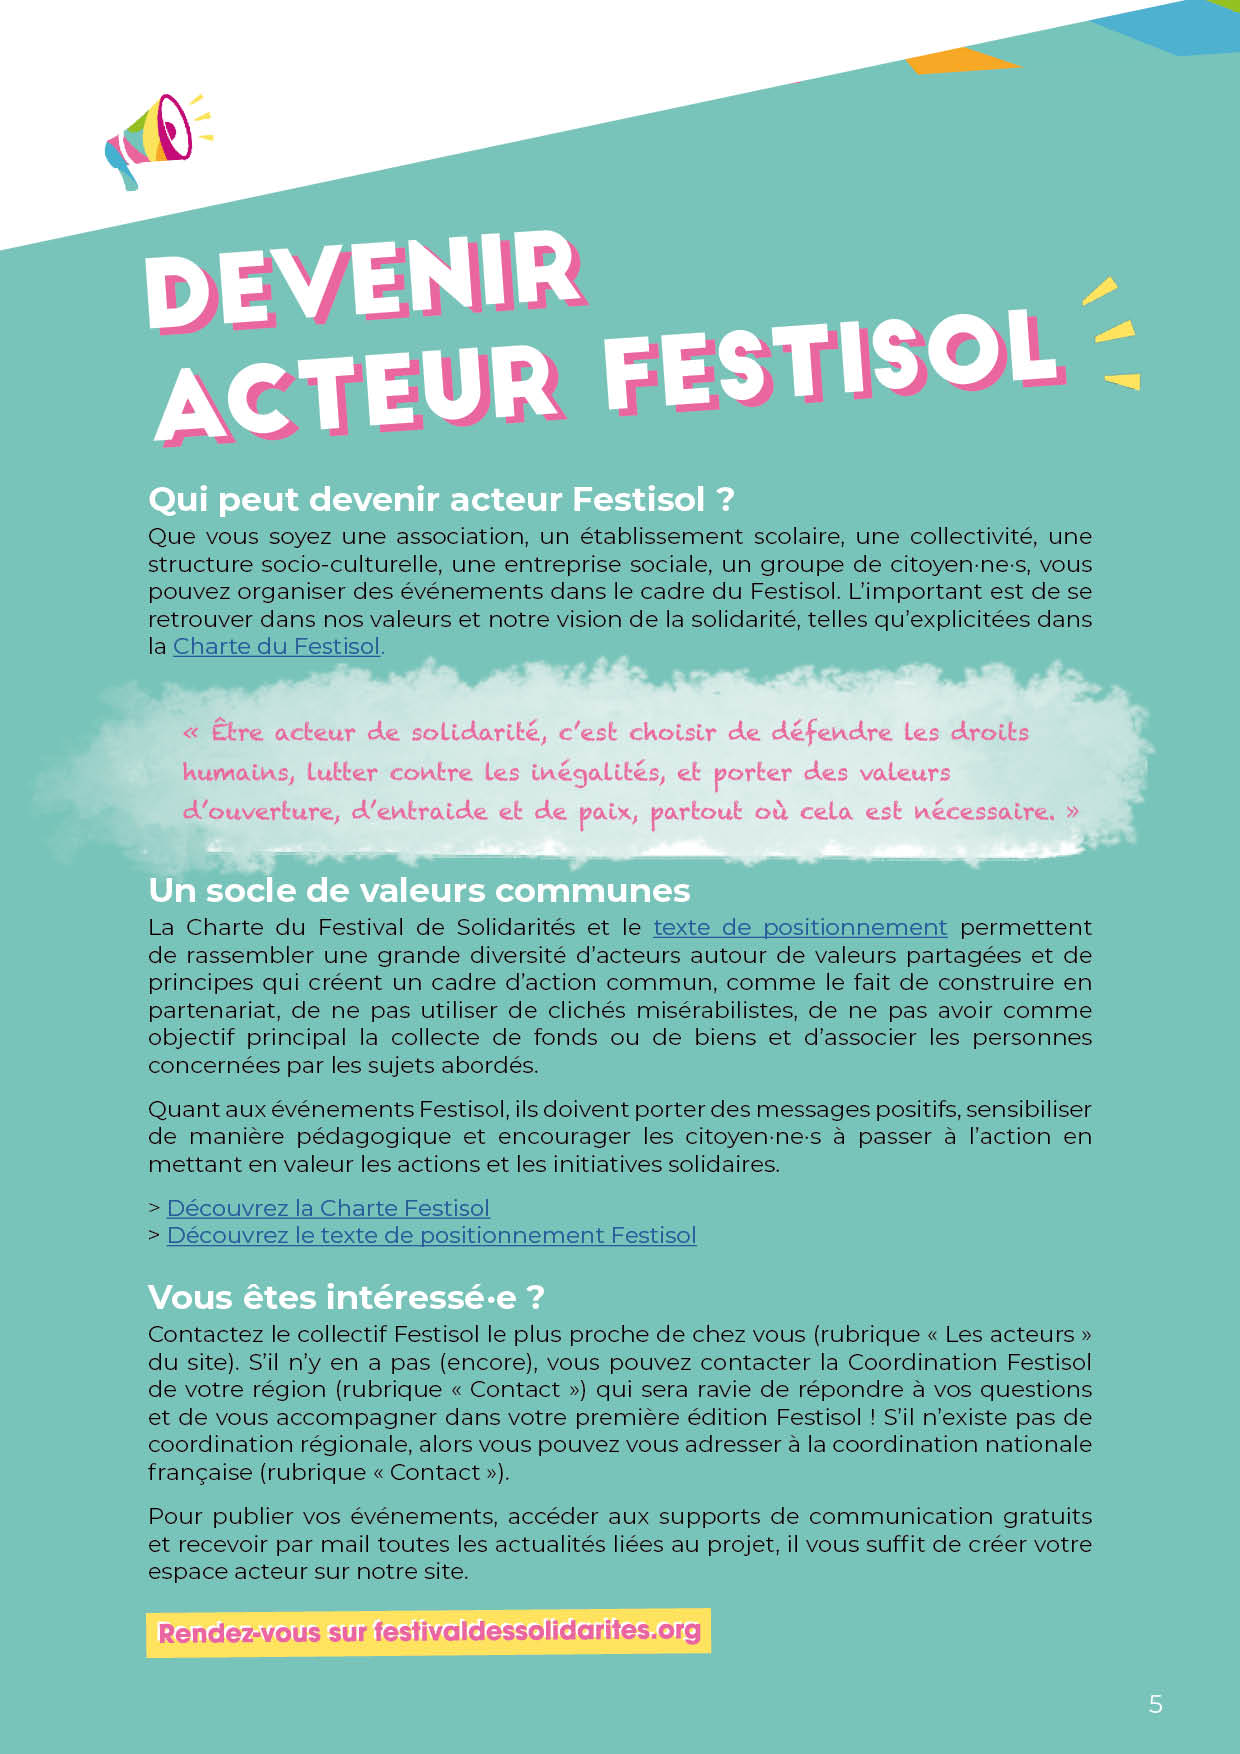 DEVENIR
ACTEUR FESTISOL
Qui peut devenir acteur Festisol ?
Que vous soyez une association, un établissement scolaire, une collectivité, une
structure socio-culturelle, une entreprise sociale, un groupe de citoyen·ne·s, vous
pouvez organiser des événements dans le cadre du Festisol. L’important est de se
retrouver dans nos valeurs et notre vision de la solidarité, telles qu’explicitées dans
la Charte du Festisol.
« Être acteur de solidarité, c’est choisir de défendre les droits
humains, lutter contre les inégalités, et porter des valeurs
d’ouverture, d’entraide et de paix, partout où cela est nécessaire. »
Un socle de valeurs communes
La Charte du Festival de Solidarités et le texte de positionnement permettent
de rassembler une grande diversité d’acteurs autour de valeurs partagées et de
principes qui créent un cadre d’action commun, comme le fait de construire en
partenariat, de ne pas utiliser de clichés misérabilistes, de ne pas avoir comme
objectif principal la collecte de fonds ou de biens et d’associer les personnes
concernées par les sujets abordés.
Quant aux événements Festisol, ils doivent porter des messages positifs, sensibiliser
de manière pédagogique et encourager les citoyen·ne·s à passer à l’action en
mettant en valeur les actions et les initiatives solidaires.
> Découvrez la Charte Festisol
> Découvrez le texte de positionnement Festisol
Vous êtes intéressé·e ?
Contactez le collectif Festisol le plus proche de chez vous (rubrique « Les acteurs »
du site). S’il n’y en a pas (encore), vous pouvez contacter la Coordination Festisol
de votre région (rubrique « Contact ») qui sera ravie de répondre à vos questions
et de vous accompagner dans votre première édition Festisol ! S’il n’existe pas de
coordination régionale, alors vous pouvez vous adresser à la coordination nationale
française (rubrique « Contact »).
Pour publier vos événements, accéder aux supports de communication gratuits
et recevoir par mail toutes les actualités liées au projet, il vous suffit de créer votre
espace acteur sur notre site.
Rendez-vous sur festivaldessolidarites.org
5